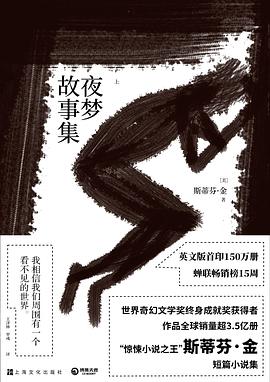 上
夜梦
故事集
[美]
斯蒂芬·金
著
英文版首印150万册
蝉联畅销榜15周
我相信我们周围有一个
看不见的世界
世界奇幻文学奖终身成就奖获得者
作品全球销量超3.5亿册
“惊悚小说之王”斯蒂芬·金
短篇小说集
上海文化出版社